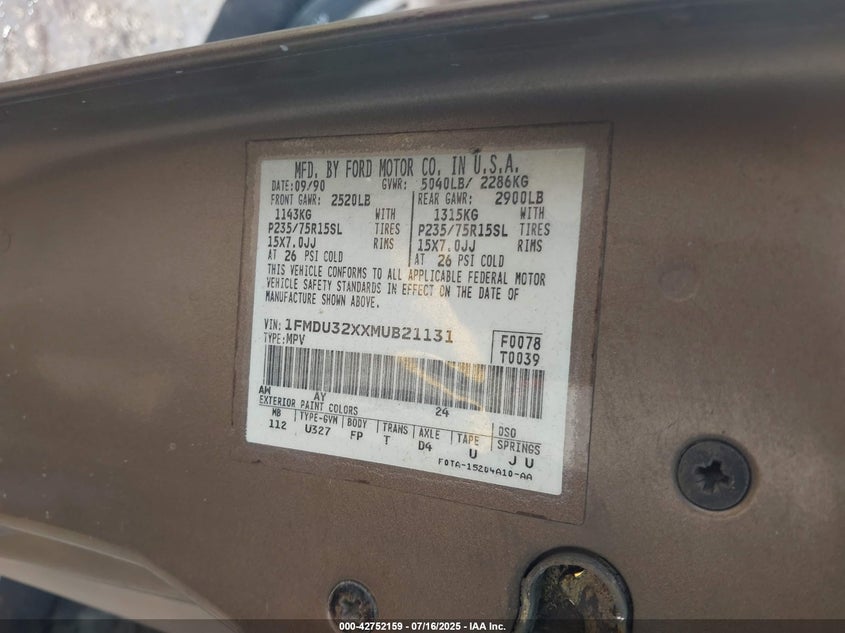 MFD. BY FORD MOTOR CO. IN U.S.A.
DATE: 09/90 GVWR: 5040LB/ 2286KG
FRONT GAWR: 2520LB REAR GAWR: 2900LB
1143KG WITH 1315KG WITH
P235/75R15SL TIRES P235/75R15SL TIRES
15X7.0JJ RIMS 15X7.0JJ RIMS
AT 26 PSI COLD AT 26 PSI COLD
THIS VEHICLE CONFORMS TO ALL APPLICABLE FEDERAL MOTOR
VEHICLE SAFETY STANDARDS IN EFFECT ON THE DATE OF
MANUFACTURE SHOWN ABOVE.
VIN: 1FMDU32XXMUB21131 F0078
TYPE: MPV T0039
AW AY 24
EXTERIOR PAINT COLORS DSO
WB TYPE-GVM BODY TRANS AXLE TAPE SPRINGS
112 U327 FP T D4 U J U
F0TA-15204A10-AA
000-42752159 - 07/16/2025 - IAA Inc.